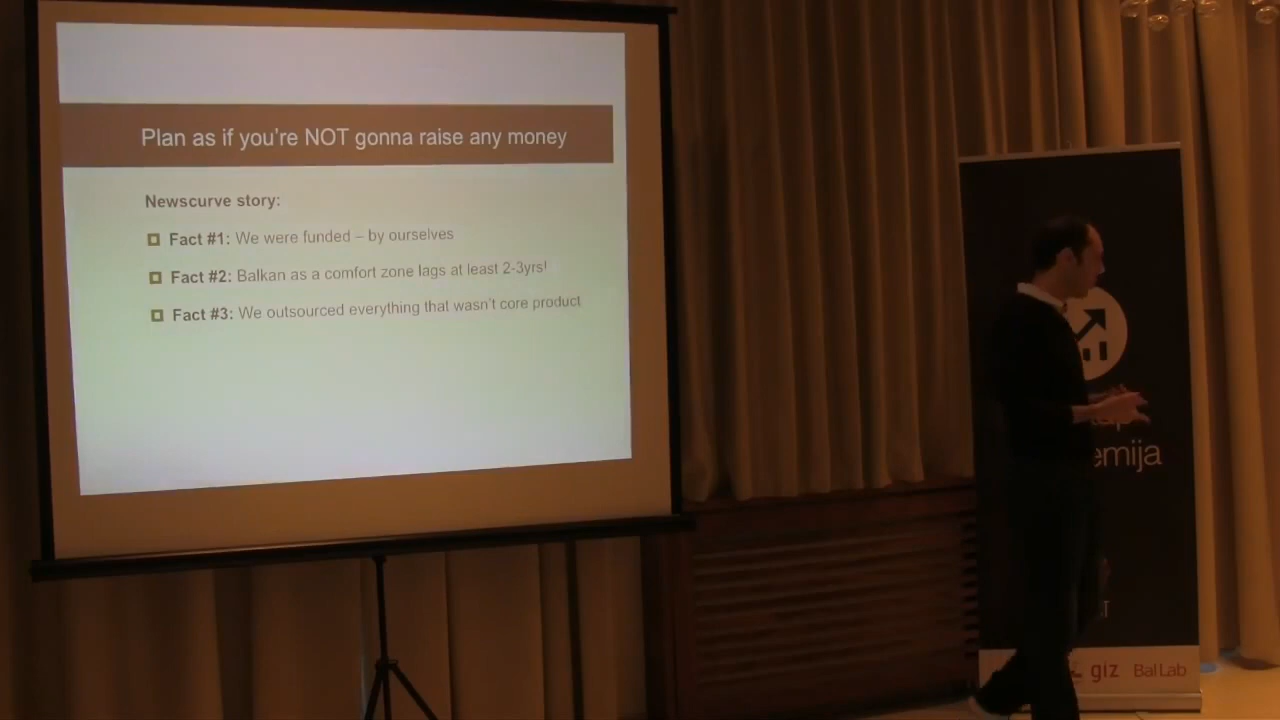 Plan as if you're NOT gonna raise any money
Newscurve story:
Fact #1: We were funded – by ourselves
Fact #2: Balkan as a comfort zone lags at least 2-3yrs!
Fact #3: We outsourced everything that wasn't core product
emija
giz
Bal Lab